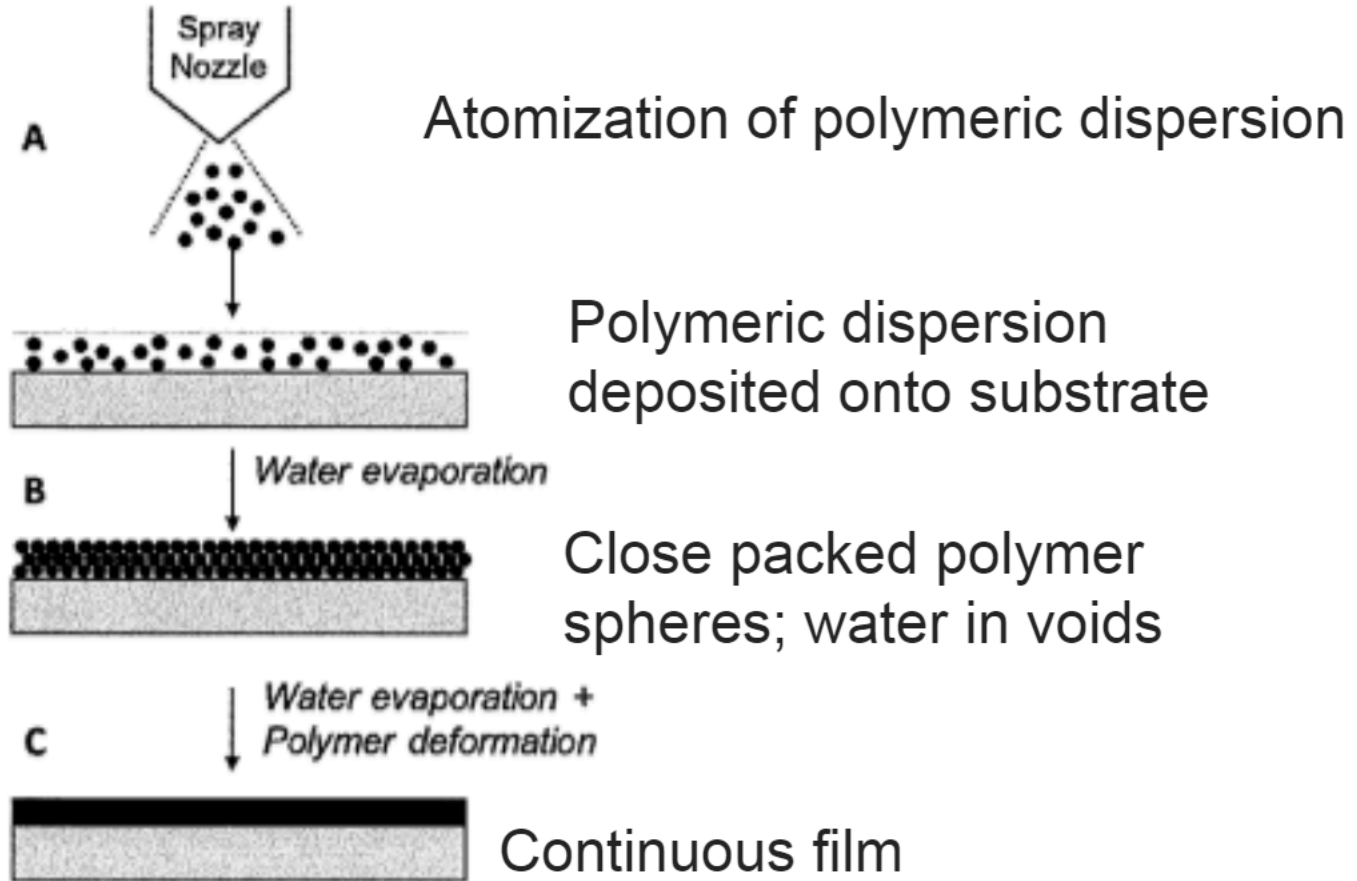 Spray
Nozzle
A
Atomization of polymeric dispersion
Polymeric dispersion
deposited onto substrate
Water evaporation
B
Close packed polymer
spheres; water in voids
Water evaporation +
Polymer deformation
C
Continuous film